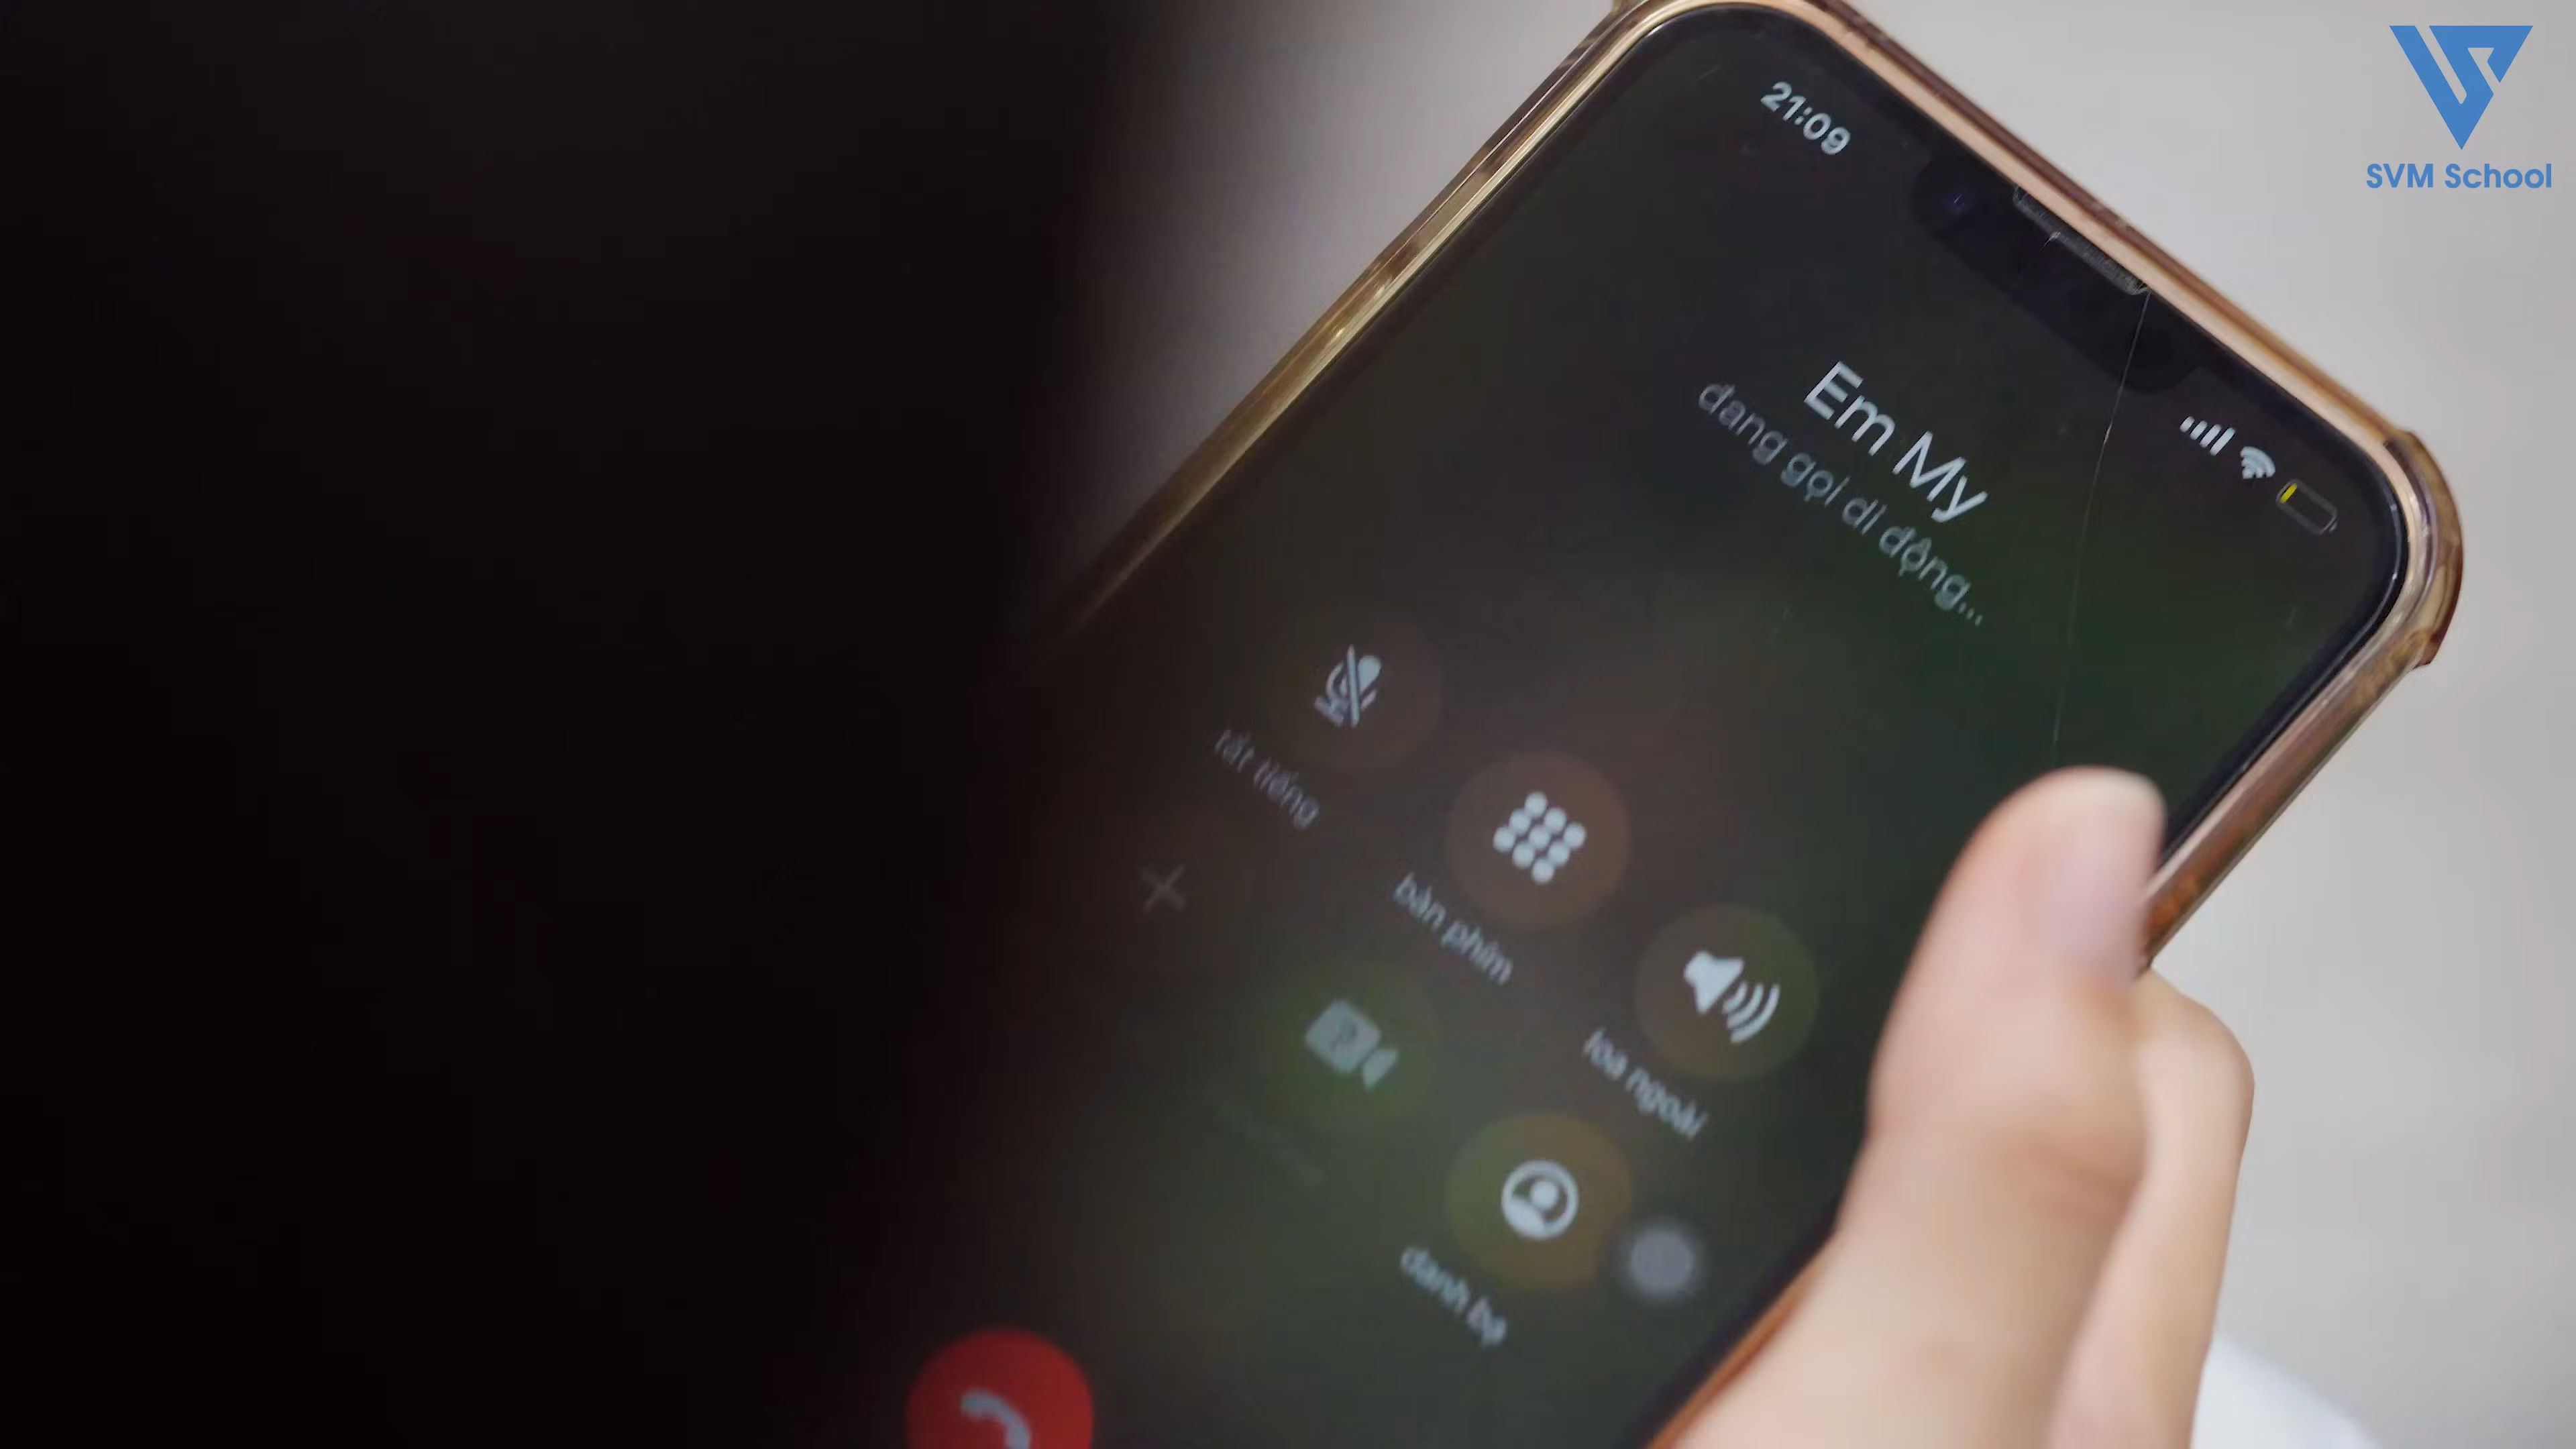 SVM School
21:09
Em My
đang gọi di động...
tắt tiếng
bàn phím
loa ngoài
danh bạ